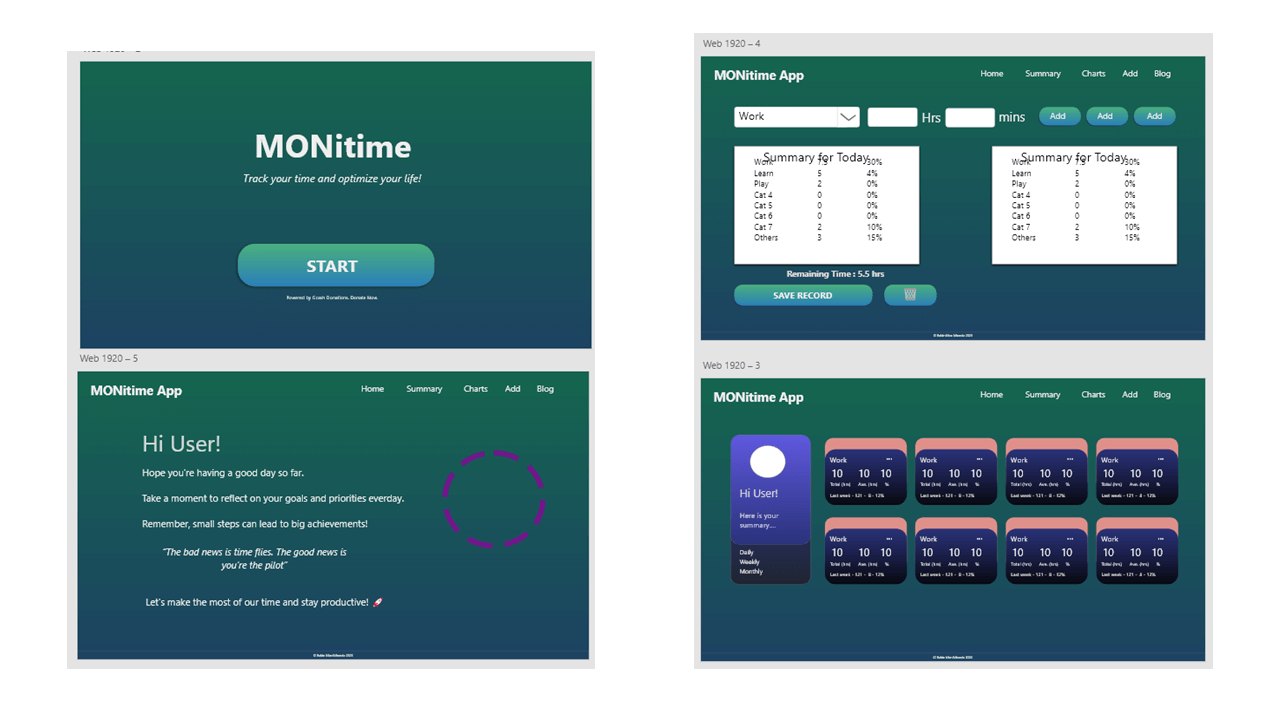 MONitime
Track your time and optimize your life!
START
Powered by Gcash Donations. Donate Now.
Web 1920 – 5
MONitime App
Home Summary Charts Add Blog
Hi User!
Hope you're having a good day so far.
Take a moment to reflect on your goals and priorities everday.
Remember, small steps can lead to big achievements!
"The bad news is time flies. The good news is
you're the pilot"
Let's make the most of our time and stay productive! 🚀
Web 1920 – 4
MONitime App
Home Summary Charts Add Blog
Work Hrs mins Add Add Add
Summary for Today
Work 7.5 30%
Learn 5 4%
Play 2 0%
Cat 4 0 0%
Cat 5 0 0%
Cat 6 0 0%
Cat 7 2 10%
Others 3 15%
Summary for Today
Work 7.5 30%
Learn 5 4%
Play 2 0%
Cat 4 0 0%
Cat 5 0 0%
Cat 6 0 0%
Cat 7 2 10%
Others 3 15%
Remaining Time : 5.5 hrs
SAVE RECORD
Web 1920 – 3
MONitime App
Home Summary Charts Add Blog
Hi User!
Here is your
summary...
Daily
Weekly
Monthly
Work ... Work ... Work ... Work ...
10 10 10 10 10 10 10 10 10 10 10 10
Total (hrs) Ave. (hrs) % Total (hrs) Ave. (hrs) % Total (hrs) Ave. (hrs) % Total (hrs) Ave. (hrs) %
Last week - 121 - 8 - 12% Last week - 121 - 8 - 12% Last week - 121 - 8 - 12% Last week - 121 - 8 - 12%
Work ... Work ... Work ... Work ...
10 10 10 10 10 10 10 10 10 10 10 10
Total (hrs) Ave. (hrs) % Total (hrs) Ave. (hrs) % Total (hrs) Ave. (hrs) % Total (hrs) Ave. (hrs) %
Last week - 121 - 8 - 12% Last week - 121 - 8 - 12% Last week - 121 - 8 - 12% Last week - 121 - 8 - 12%